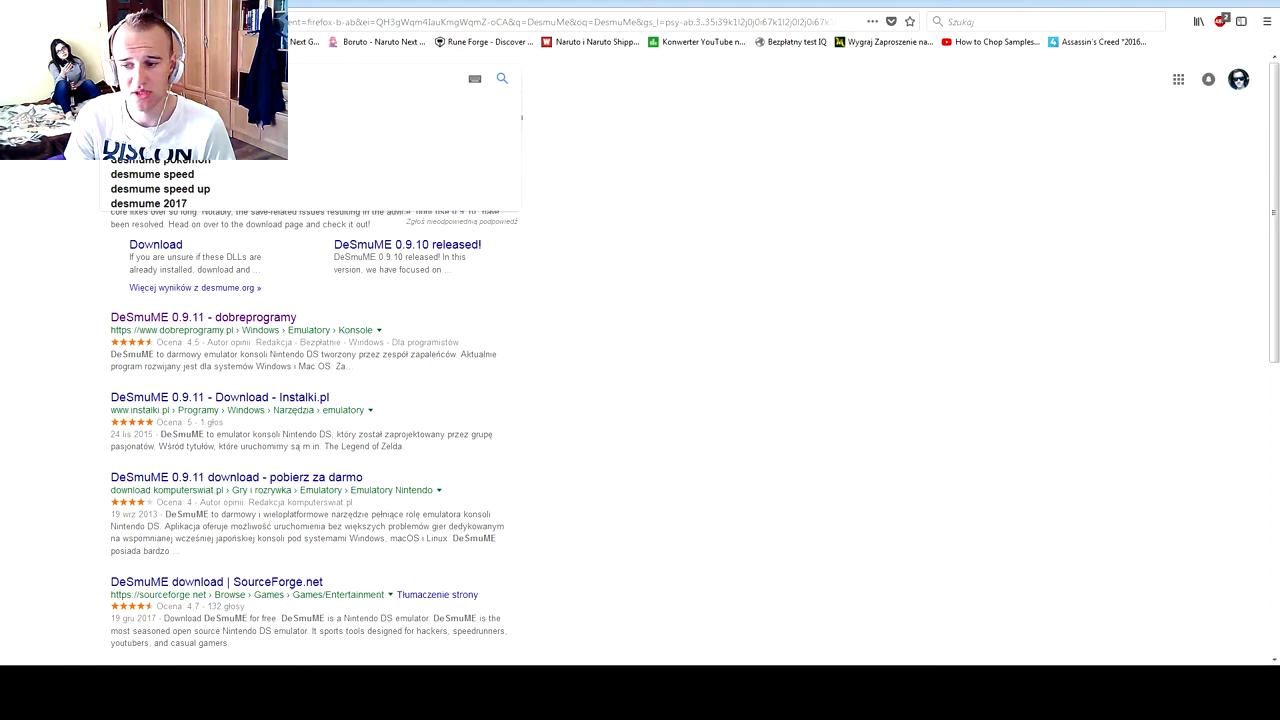 ent=firefox-b-ab&ei=QH3gWqm4IauKmgWqmZ-oCA&q=DesmuMe&oq=DesmuMe&gs_l=psy-ab.3..35i39k1l2j0j0i67k1l2j0l2j0i67k
Szukaj
2
Next G...
Boruto - Naruto Next ...
Rune Forge - Discover ...
Naruto i Naruto Shipp...
Konwerter YouTube n...
Bezpłatny test IQ
Wygraj Zaproszenie na...
How to Chop Samples...
Assassin's Creed "2016...
DISCON
desmume pokemon
desmume speed
desmume speed up
desmume 2017
core fixes over so long. Notably, the save-related issues resulting in the advice
been resolved. Head on over to the download page and check it out!
Zgłoś nieodpowiednią podpowiedź
Download
If you are unsure if these DLLs are
already installed, download and ...
DeSmuME 0.9.10 released!
DeSmuME 0.9.10 released! In this
version, we have focused on ...
Więcej wyników z desmume.org »
DeSmuME 0.9.11 - dobreprogramy
https://www.dobreprogramy.pl › Windows › Emulatory › Konsole
Ocena: 4,5 - Autor opinii: Redakcja - Bezpłatnie - Windows - Dla programistów
DeSmuME to darmowy emulator konsoli Nintendo DS tworzony przez zespół zapaleńców. Aktualnie
program rozwijany jest dla systemów Windows i Mac OS. Za...
DeSmuME 0.9.11 - Download - Instalki.pl
www.instalki.pl › Programy › Windows › Narzędzia › emulatory
Ocena: 5 - 1 głos
24 lis 2015 - DeSmuME to emulator konsoli Nintendo DS, który został zaprojektowany przez grupę
pasjonatów. Wśród tytułów, które uruchomimy są m.in. The Legend of Zelda.
DeSmuME 0.9.11 download - pobierz za darmo
download.komputerswiat.pl › Gry i rozrywka › Emulatory › Emulatory Nintendo
Ocena: 4 - Autor opinii: Redakcja komputerswiat.pl
19 wrz 2013 - DeSmuME to darmowy i wieloplatformowe narzędzie pełniące rolę emulatora konsoli
Nintendo DS. Aplikacja oferuje możliwość uruchomienia bez większych problemów gier dedykowanym
na wspomnianej wcześniej japońskiej konsoli pod systemami Windows, macOS i Linux. DeSmuME
posiada bardzo ...
DeSmuME download | SourceForge.net
https://sourceforge.net › Browse › Games › Games/Entertainment
Tłumaczenie strony
Ocena: 4,7 - 132 głosy
19 gru 2017 - Download DeSmuME for free. DeSmuME is a Nintendo DS emulator. DeSmuME is the
most seasoned open source Nintendo DS emulator. It sports tools designed for hackers, speedrunners,
youtubers, and casual gamers.